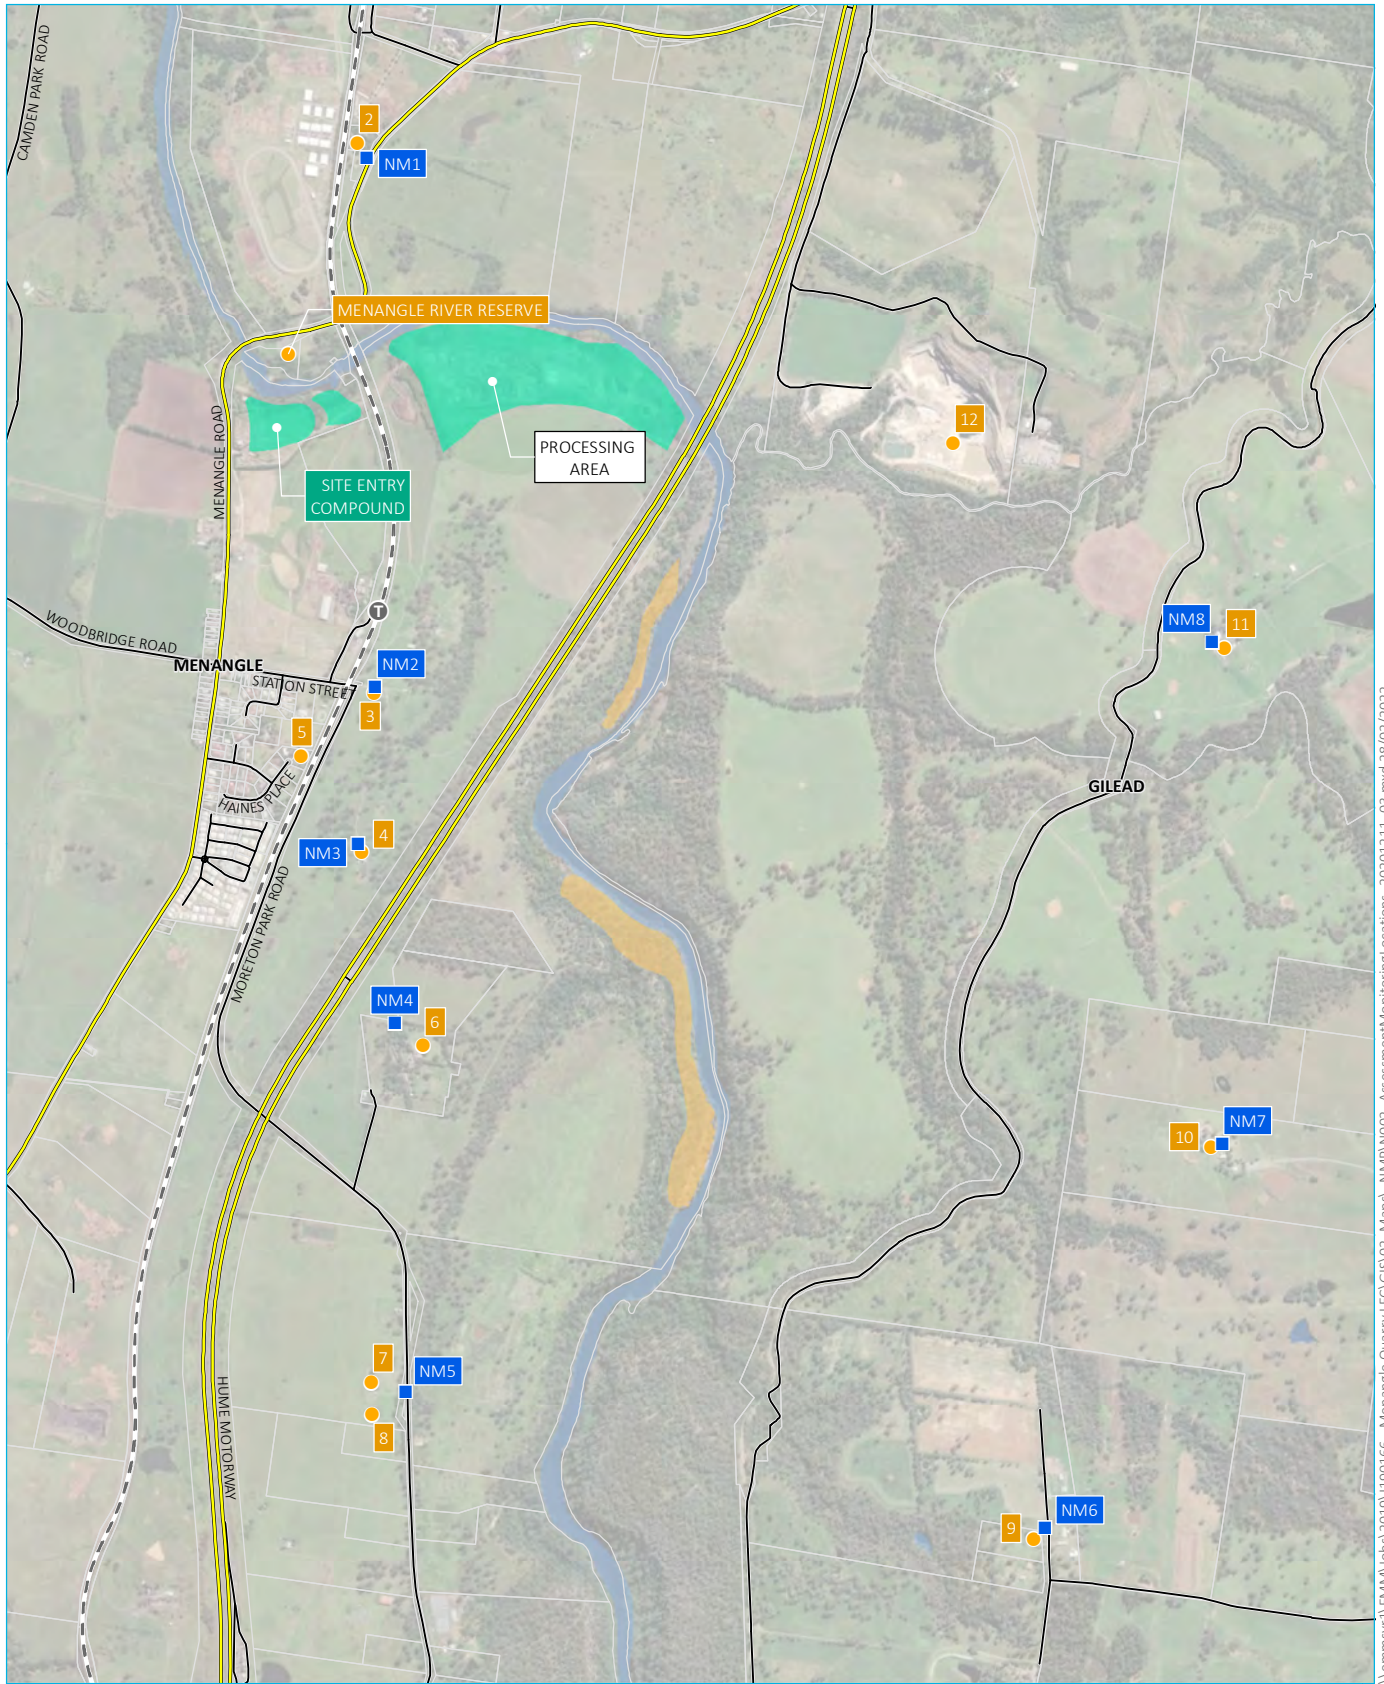 CAMDEN PARK ROAD
2
NM1
MENANGLE RIVER RESERVE
12
PROCESSING
AREA
MENANGLE ROAD
SITE ENTRY
COMPOUND
T
WOODBRIDGE ROAD
MENANGLE
STATION STREET
NM2
3
5
NM8
11
HAINES PLACE
GILEAD
4
NM3
MORETON PARK ROAD
NM4
6
NM7
10
7
NM5
8
HUME MOTORWAY
NM6
9